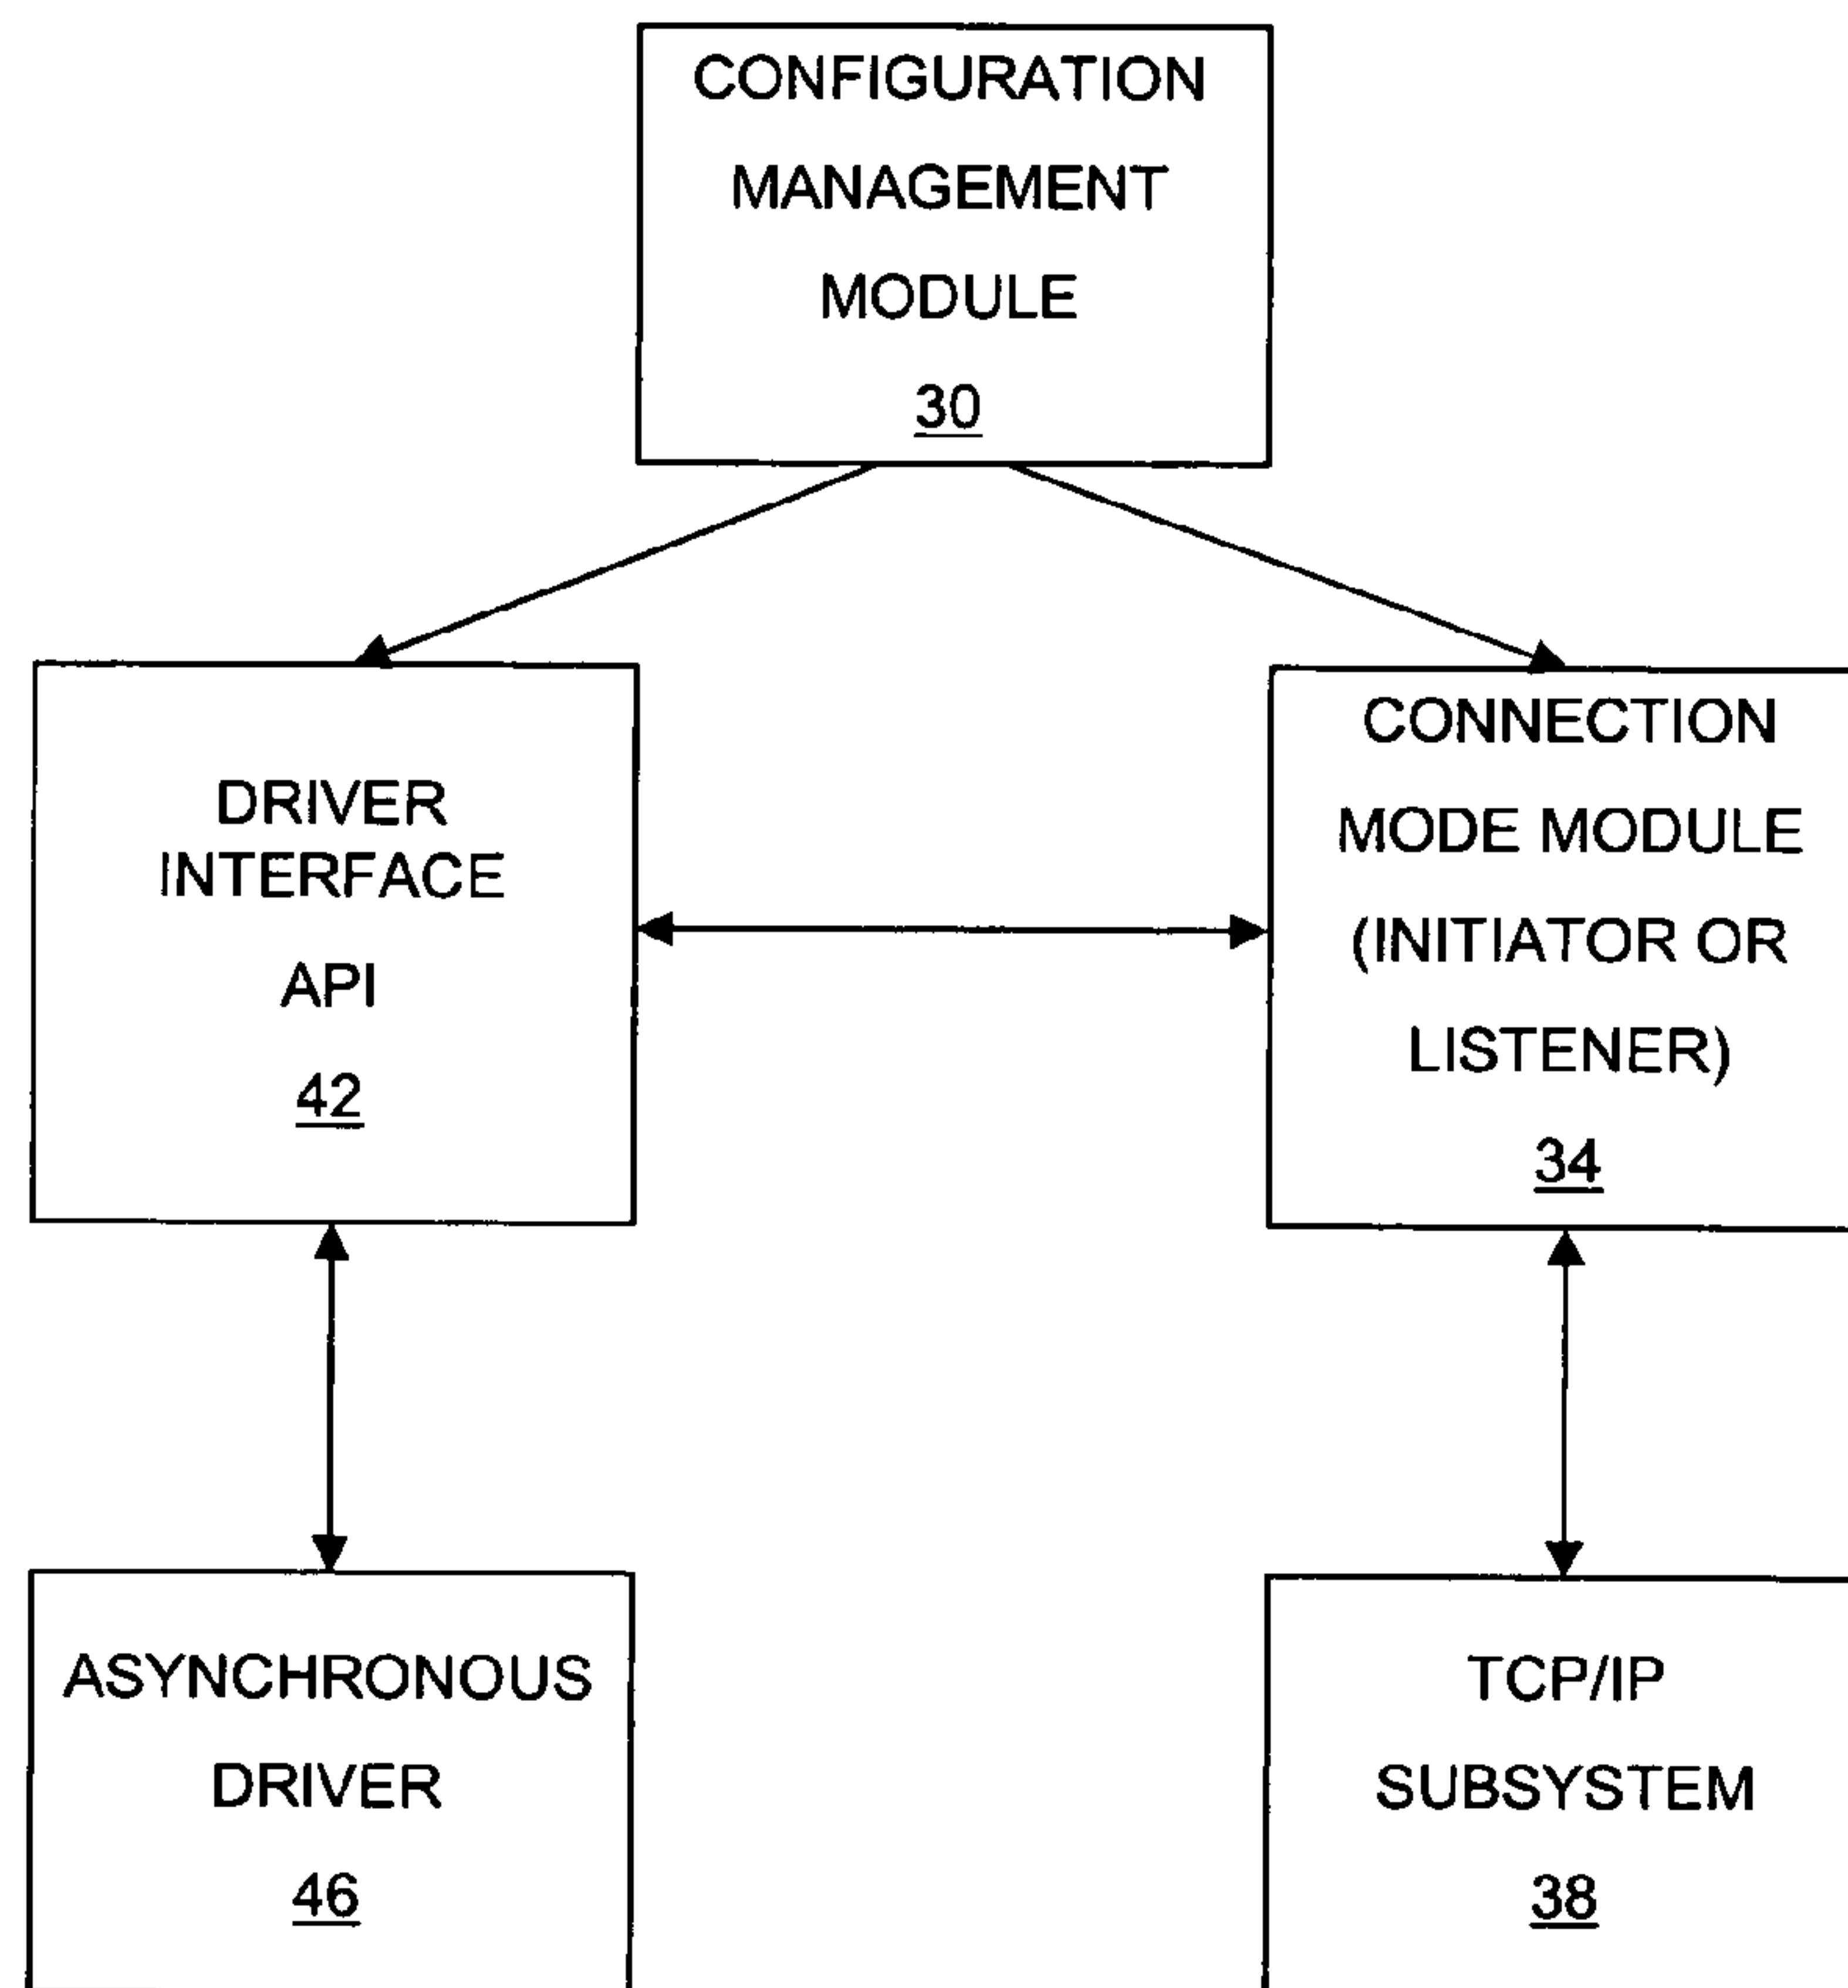 CONFIGURATION
MANAGEMENT
MODULE
30
DRIVER
INTERFACE
API
42
CONNECTION
MODE MODULE
(INITIATOR OR
LISTENER)
34
ASYNCHRONOUS
DRIVER
46
TCP/IP
SUBSYSTEM
38